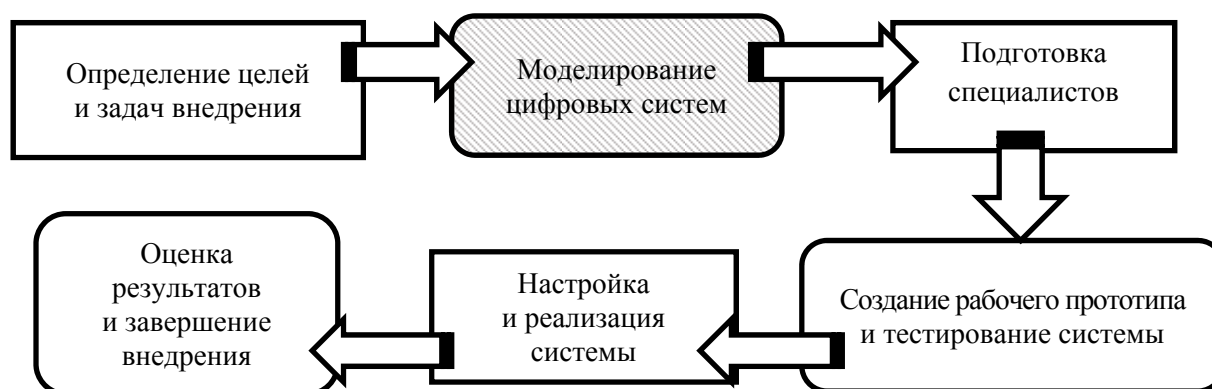 Определение целей
и задач внедрения
Моделирование
цифровых систем
Подготовка
специалистов
Создание рабочего прототипа
и тестирование системы
Настройка
и реализация
системы
Оценка
результатов
и завершение
внедрения